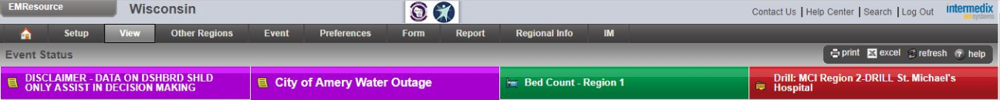 EMResource Wisconsin Contact Us | Help Center | Search | Log Out intermedix
emsystems
Setup View Other Regions Event Preferences Form Report Regional Info IM
Event Status print excel refresh help
DISCLAIMER - DATA ON DSHBRD SHLD
ONLY ASSIST IN DECISION MAKING
City of Amery Water Outage
Bed Count - Region 1
Drill: MCI Region 2-DRILL St. Michael's
Hospital